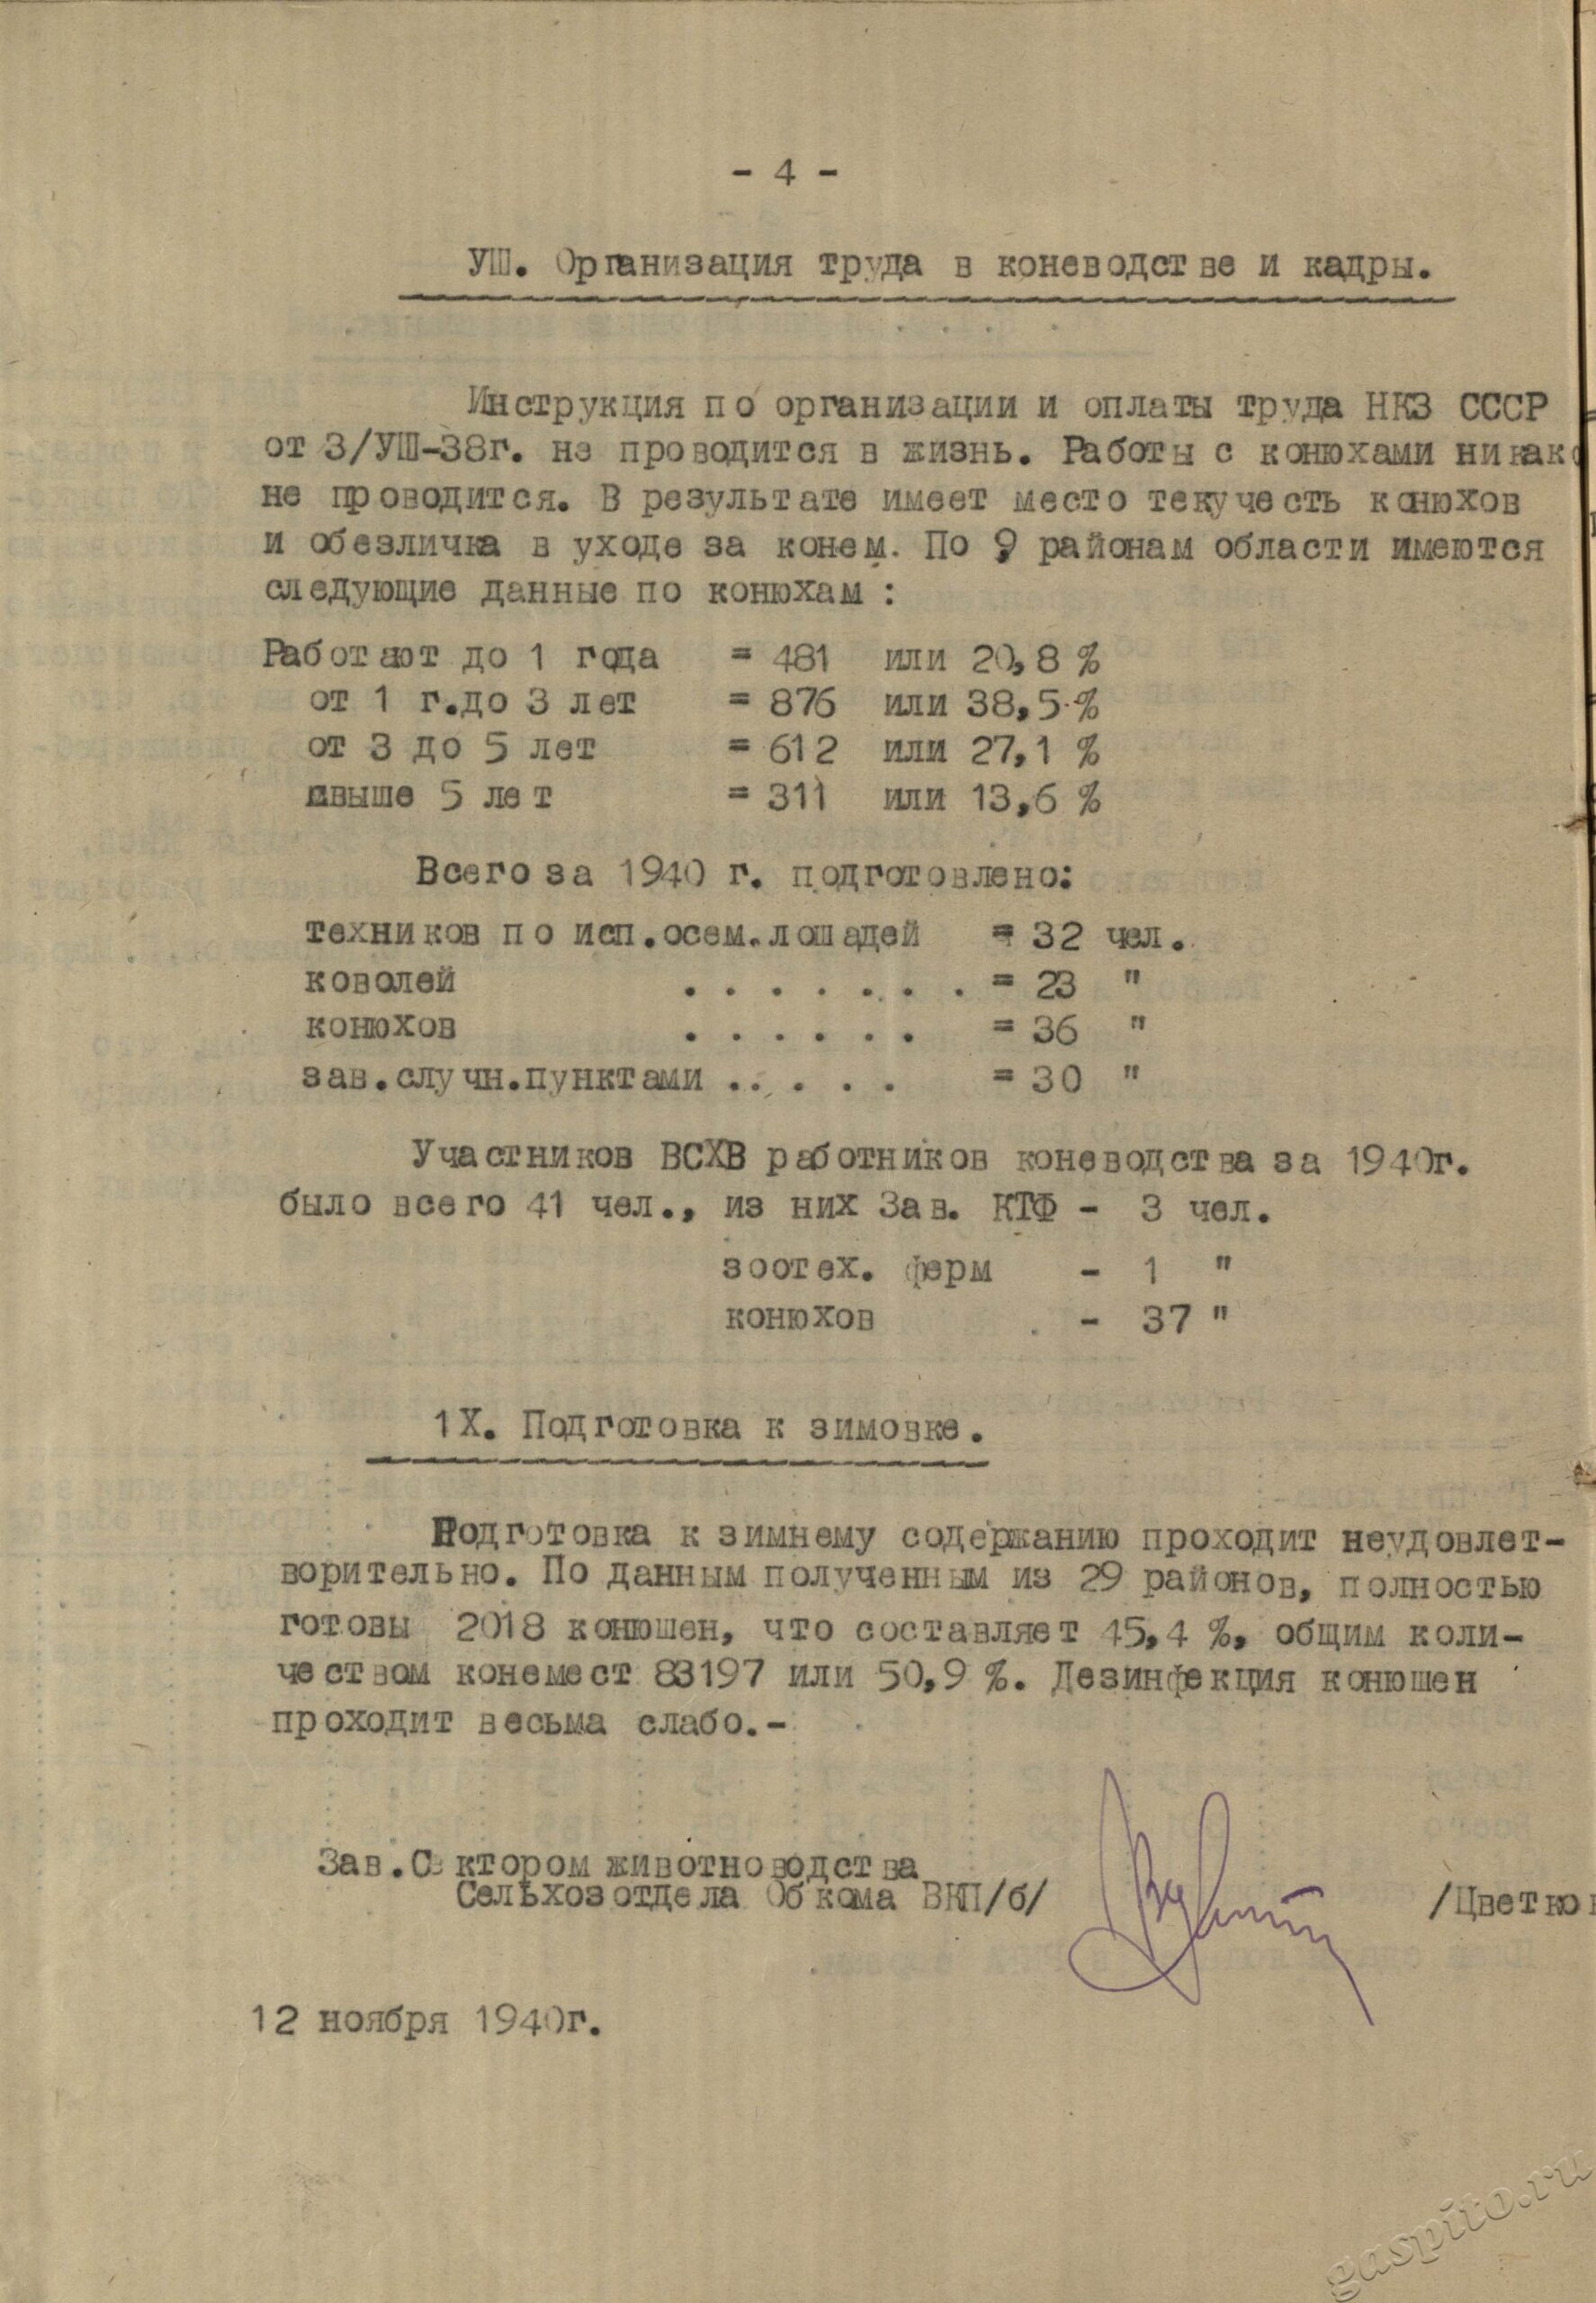 - 4 -
УШ. Организация труда в коневодстве и кадры.
Инструкция по организации и оплаты труда НКЗ СССР
от 3/УШ-38г. не проводится в жизнь. Работы с конюхами никако
не проводится. В результате имеет место текучесть конюхов
и обезличка в уходе за конем. По 9 районам области имеются
следующие данные по конюхам :
Работают до 1 года = 481 или 20,8 %
от 1 г.до 3 лет = 876 или 38,5 %
от 3 до 5 лет = 612 или 27,1 %
свыше 5 лет = 311 или 13,6 %
Всего за 1940 г. подготовлено:
техников по исп.осем.лошадей = 32 чел.
коволей . . . . . . . = 23 "
конюхов . . . . . . = 36 "
зав.случн.пунктами . . . . . = 30 "
Участников ВСХВ работников коневодства за 1940г.
было всего 41 чел., из них Зав. КТФ - 3 чел.
зоотех. ферм - 1 "
конюхов - 37 "
1Х. Подготовка к зимовке.
Подготовка к зимнему содержанию проходит неудовлет-
ворительно. По данным полученным из 29 районов, полностью
готовы 2018 конюшен, что составляет 45,4 %, общим коли-
чеством конемест 83197 или 50,9 %. Дезинфекция конюшен
проходит весьма слабо.-
Зав.Сектором животноводства
Сельхозотдела Обкома ВКП/б/ /Цветков
12 ноября 1940г.
gaspito.ru